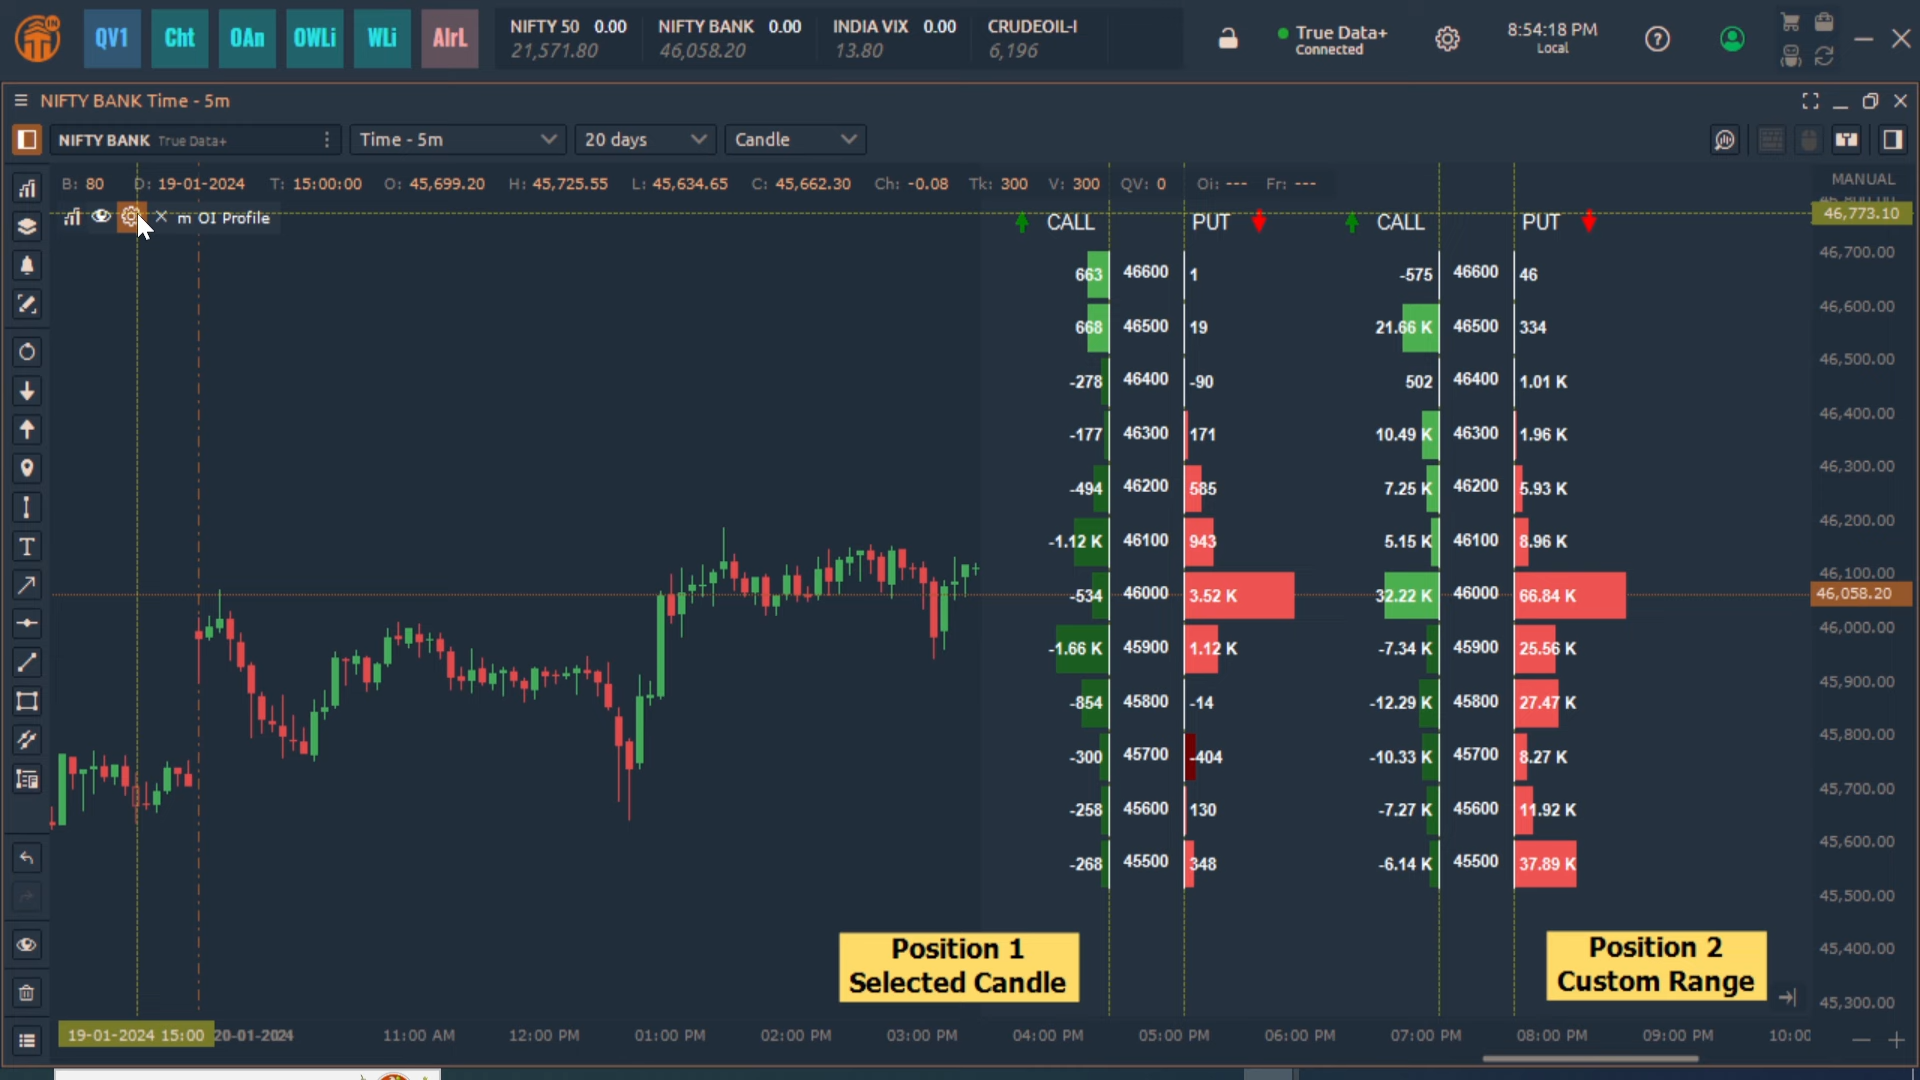 IN
QV1
Cht
OAn
OWLi
WLi
AlrL
NIFTY 50 0.00
21,571.80
NIFTY BANK 0.00
46,058.20
INDIA VIX 0.00
13.80
CRUDEOIL-I
6,196
True Data+
Connected
8:54:18 PM
Local
NIFTY BANK Time - 5m
NIFTY BANK True Data+
Time - 5m
20 days
Candle
B: 80 D: 19-01-2024 T: 15:00:00 O: 45,699.20 H: 45,725.55 L: 45,634.65 C: 45,662.30 Ch: -0.08 Tk: 300 V: 300 QV: 0 Oi: --- Fr: ---
MANUAL
m OI Profile
CALL PUT CALL PUT
46,773.10
663 46600 1 -575 46600 46
668 46500 19 21.66 K 46500 334
-278 46400 -90 502 46400 1.01 K
-177 46300 171 10.49 K 46300 1.96 K
-494 46200 585 7.25 K 46200 5.93 K
-1.12 K 46100 943 5.15 K 46100 8.96 K
-534 46000 3.52 K 32.22 K 46000 66.84 K
-1.66 K 45900 1.12 K -7.34 K 45900 25.56 K
-854 45800 -14 -12.29 K 45800 27.47 K
-300 45700 -404 -10.33 K 45700 8.27 K
-258 45600 130 -7.27 K 45600 11.92 K
-268 45500 348 -6.14 K 45500 37.89 K
46,700.00
46,600.00
46,500.00
46,400.00
46,300.00
46,200.00
46,100.00
46,058.20
46,000.00
45,900.00
45,800.00
45,700.00
45,600.00
45,500.00
45,400.00
45,300.00
Position 1
Selected Candle
Position 2
Custom Range
19-01-2024 15:00 20-01-2024 11:00 AM 12:00 PM 01:00 PM 02:00 PM 03:00 PM 04:00 PM 05:00 PM 06:00 PM 07:00 PM 08:00 PM 09:00 PM 10:00